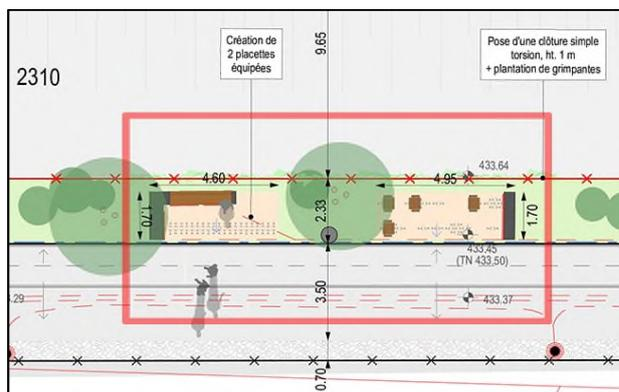 9.65
Création de
2 placettes
équipées
Pose d'une clôture simple
torsion, ht. 1 m
+ plantation de grimpantes
2310
4.60
4.95
433.64
1.70
2.33
1.70
433.45
(TN 433,50)
3.50
433.37
3.29
0.70